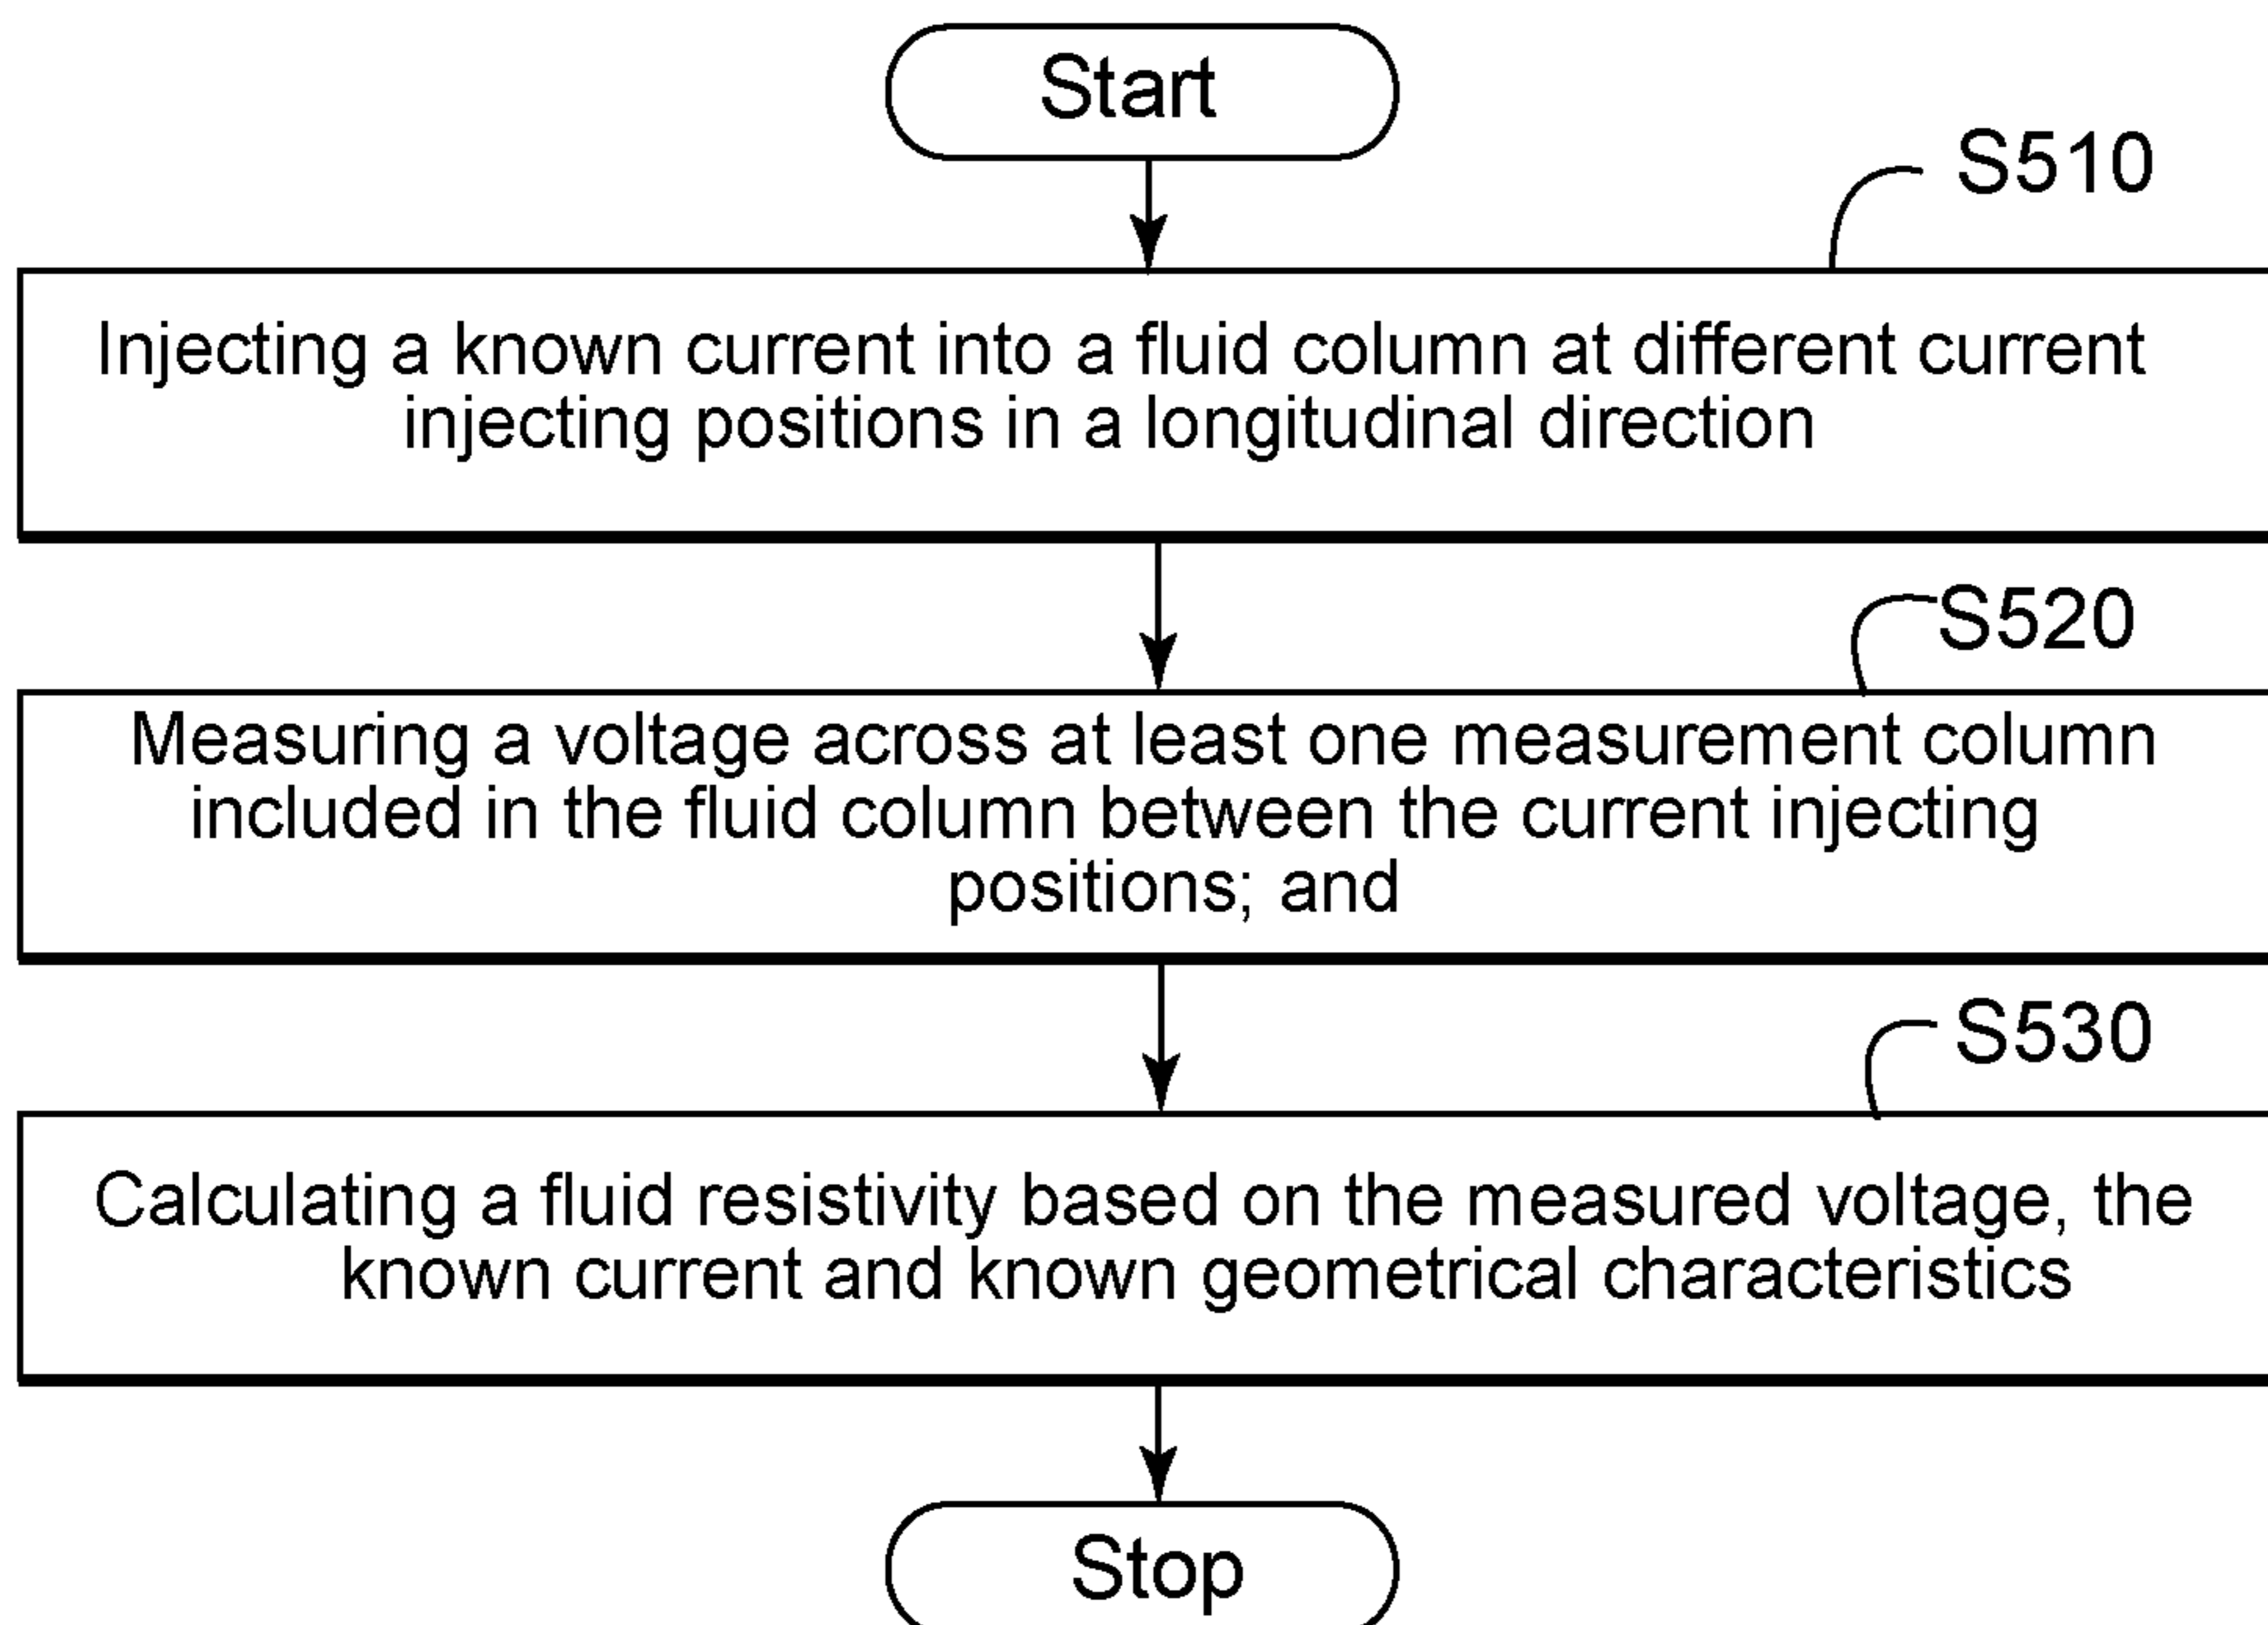 Start
S510
Injecting a known current into a fluid column at different current
injecting positions in a longitudinal direction
S520
Measuring a voltage across at least one measurement column
included in the fluid column between the current injecting
positions; and
S530
Calculating a fluid resistivity based on the measured voltage, the
known current and known geometrical characteristics
Stop